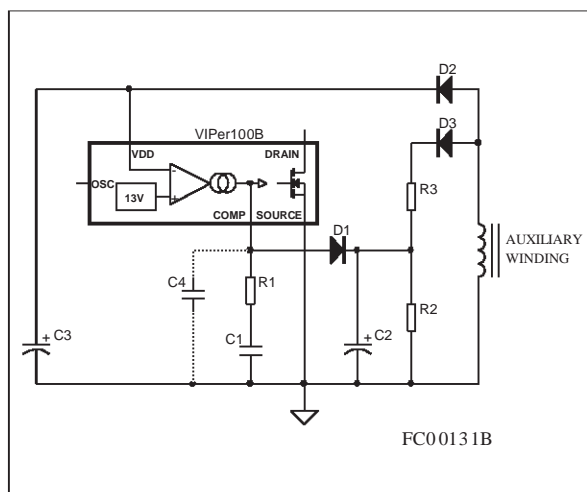 D2
D3
VIPer100B
VDD
DRAIN
OSC
-
13V
+
COMP
SOURCE
R3
D1
AUXILIARY
WINDING
C4
R1
R2
+
C3
C1
+
C2
FC00131B